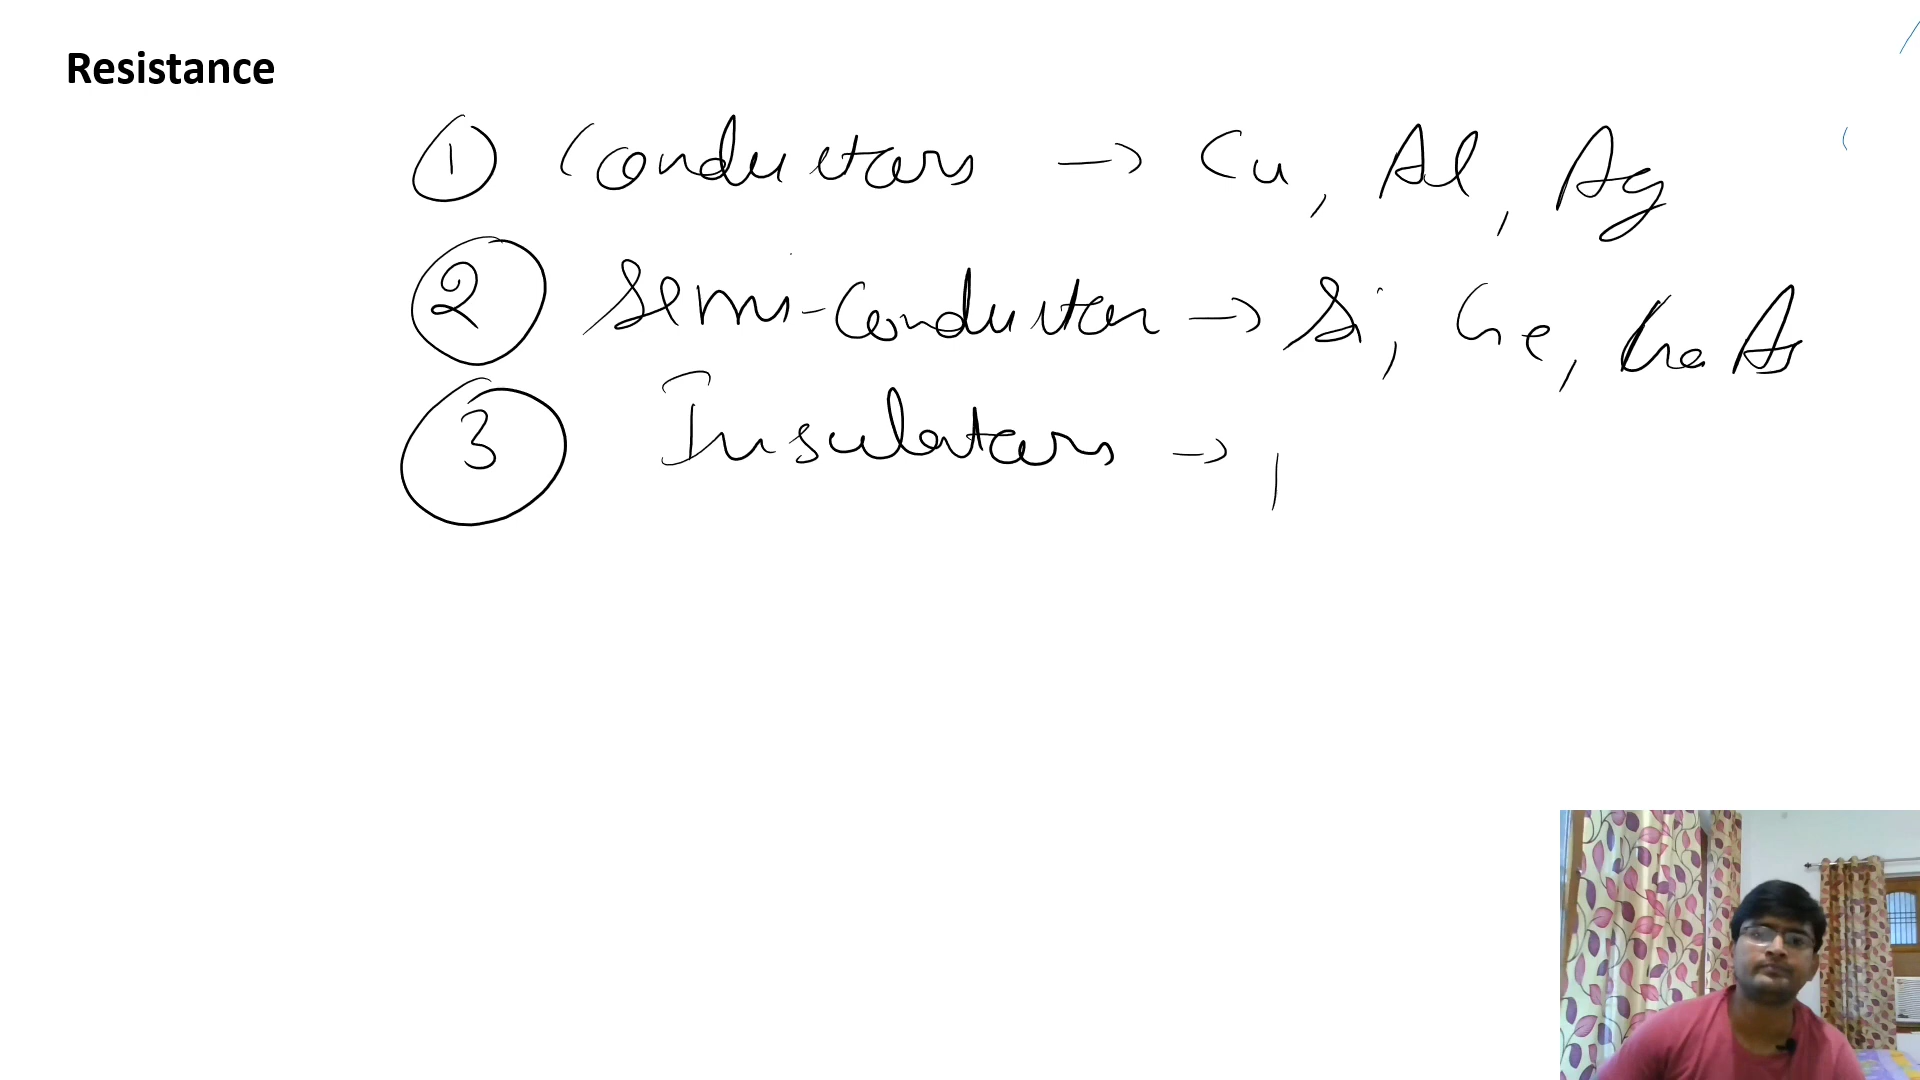 Resistance
① Conductors → Cu, Al, Ag
② Semi-Conductor → Si, Ge, GaAs
③ Insulators →